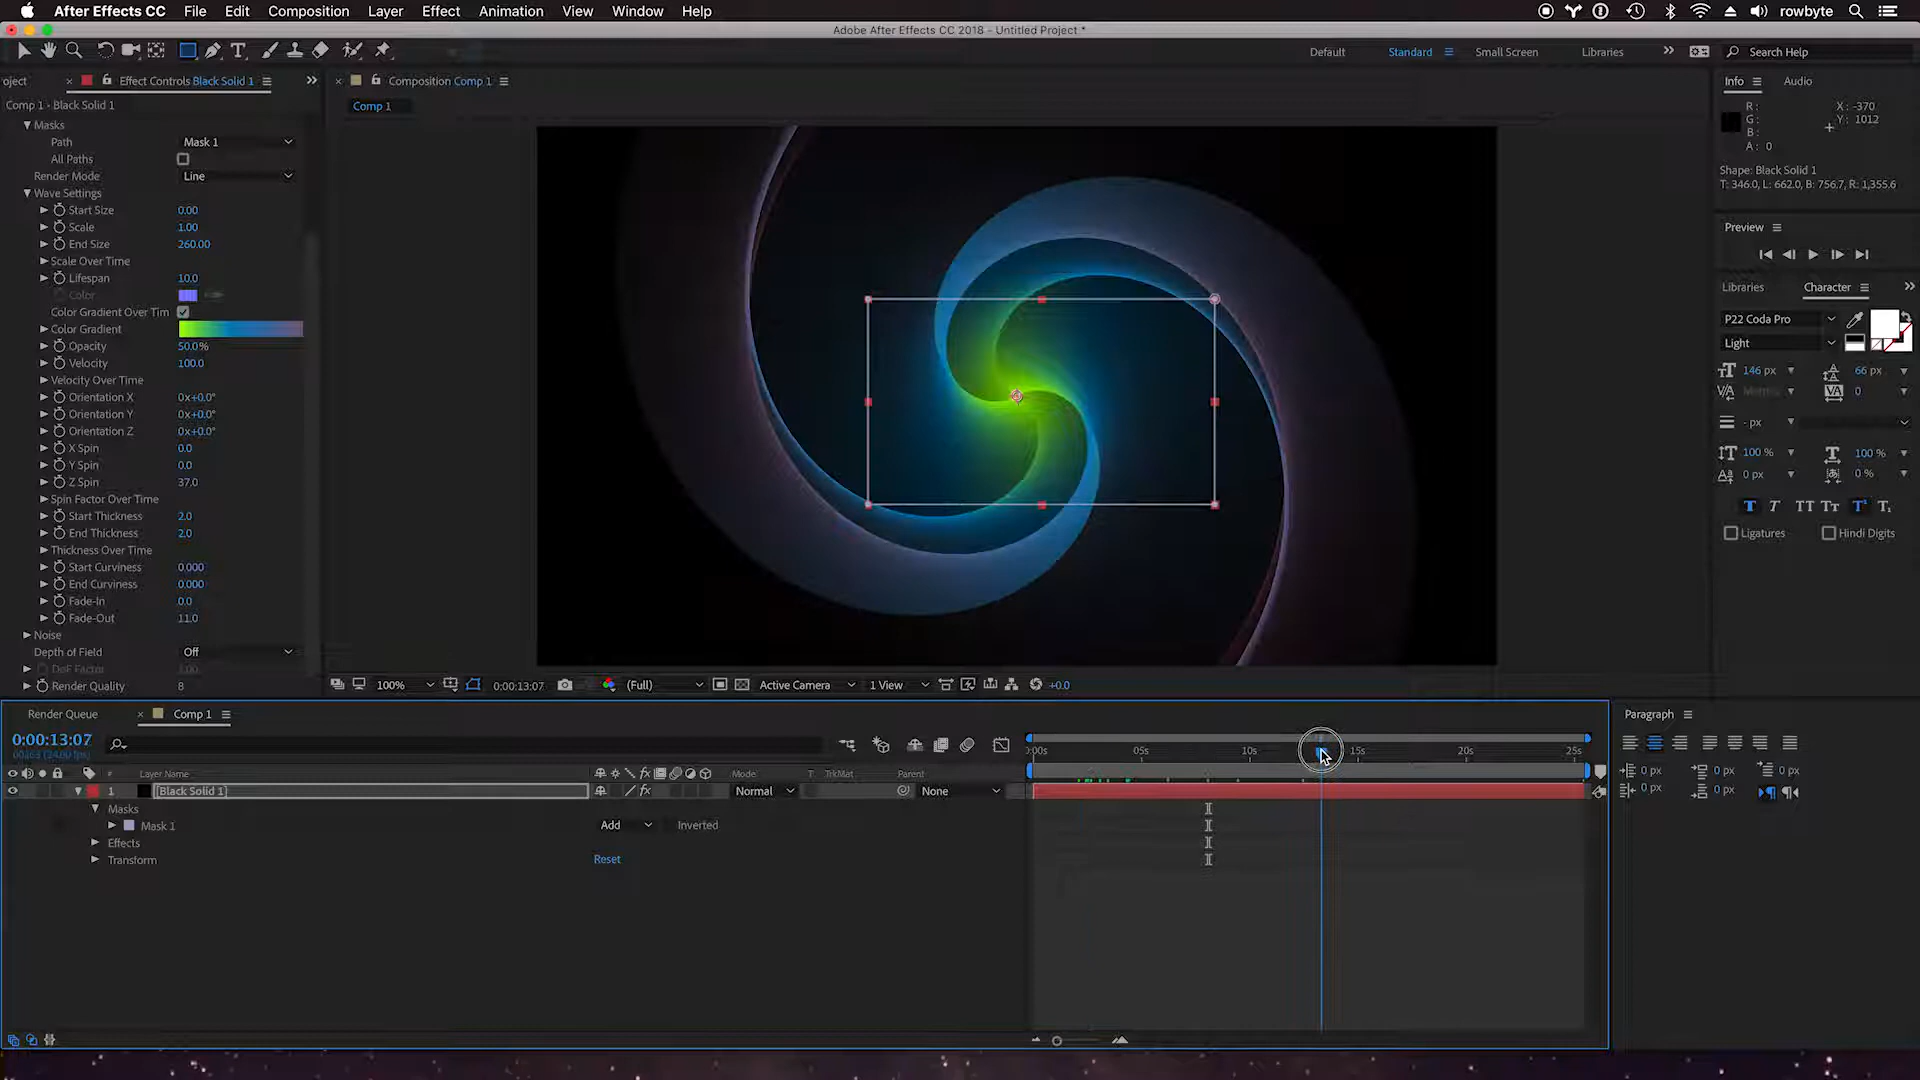 After Effects CC File Edit Composition Layer Effect Animation View Window Help rowbyte
Adobe After Effects CC 2018 - Untitled Project *
Default Standard Small Screen Libraries Search Help
oject Effect Controls Black Solid 1
Composition Comp 1
Info Audio
Comp 1 • Black Solid 1
Comp 1
R:
G:
B:
A: 0
X: -370
Y: 1012
Masks
Path Mask 1
All Paths
Render Mode Line
Wave Settings
Start Size 0.00
Scale 1.00
End Size 260.00
Scale Over Time
Lifespan 10.0
Color
Color Gradient Over Tim
Color Gradient
Opacity 50.0%
Velocity 100.0
Velocity Over Time
Orientation X 0x+0.0°
Orientation Y 0x+0.0°
Orientation Z 0x+0.0°
X Spin 0.0
Y Spin 0.0
Z Spin 37.0
Spin Factor Over Time
Start Thickness 2.0
End Thickness 2.0
Thickness Over Time
Start Curviness 0.000
End Curviness 0.000
Fade-In 0.0
Fade-Out 11.0
Noise
Depth of Field Off
DoF Factor 1.00
Render Quality 8
Shape: Black Solid 1
T: 346.0, L: 662.0, B: 756.7, R: 1,355.6
Preview
Libraries Character
P22 Coda Pro
Light
146 px 66 px
0
- px
100 % 100 %
0 px 0 %
T T TT Tt T¹ T₁
Ligatures Hindi Digits
100% 0:00:13:07 (Full) Active Camera 1 View +0.0
Render Queue Comp 1
0:00:13:07
Paragraph
0 px 0 px 0 px
0 px 0 px
:00s 05s 10s 15s 20s 25s
# Layer Name Mode T TrkMat Parent
1 [Black Solid 1] Normal None
Masks
Mask 1 Add Inverted
Effects
Transform Reset